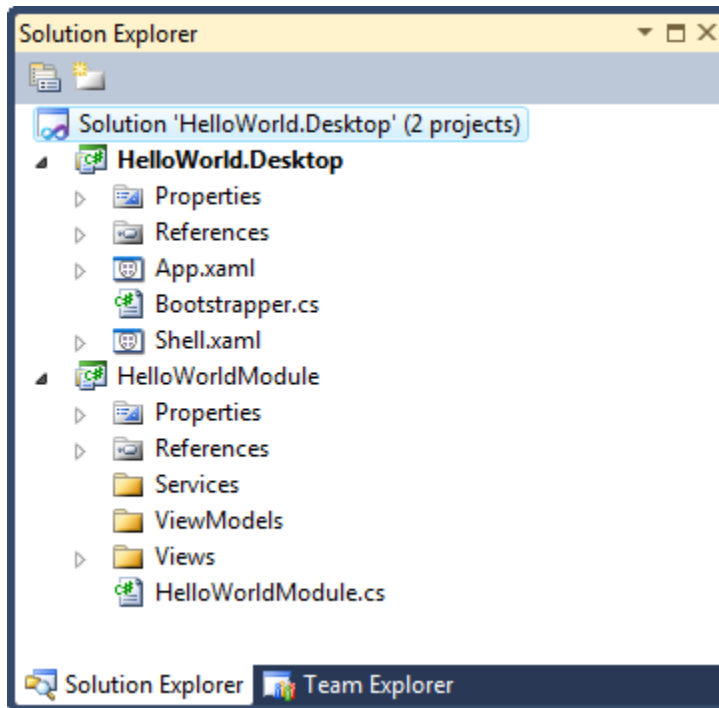 Solution Explorer
Solution 'HelloWorld.Desktop' (2 projects)
HelloWorld.Desktop
Properties
References
App.xaml
Bootstrapper.cs
Shell.xaml
HelloWorldModule
Properties
References
Services
ViewModels
Views
HelloWorldModule.cs
Solution Explorer Team Explorer